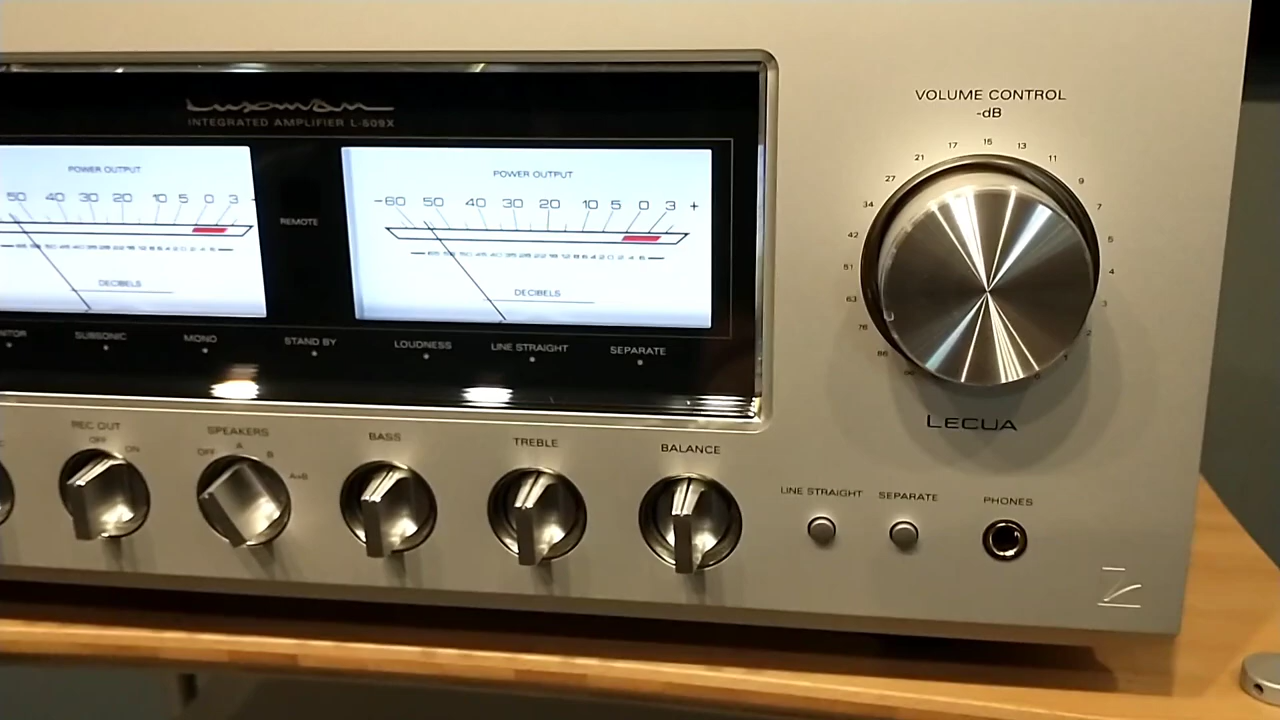 LUXMAN
INTEGRATED AMPLIFIER L-509X
VOLUME CONTROL
-dB
21 17 15 13 11
27 9
34 7
42 5
51 4
63 3
76 2
86 1
∞ 0
LECUA
POWER OUTPUT
50 40 30 20 10 5 0 3
DECIBELS
REMOTE
POWER OUTPUT
−60 50 40 30 20 10 5 0 3 +
DECIBELS
SUBSONIC
MONO
STAND BY
LOUDNESS
LINE STRAIGHT
SEPARATE
REC OUT
OFF ON
SPEAKERS
OFF A B A+B
BASS
TREBLE
BALANCE
LINE STRAIGHT
SEPARATE
PHONES